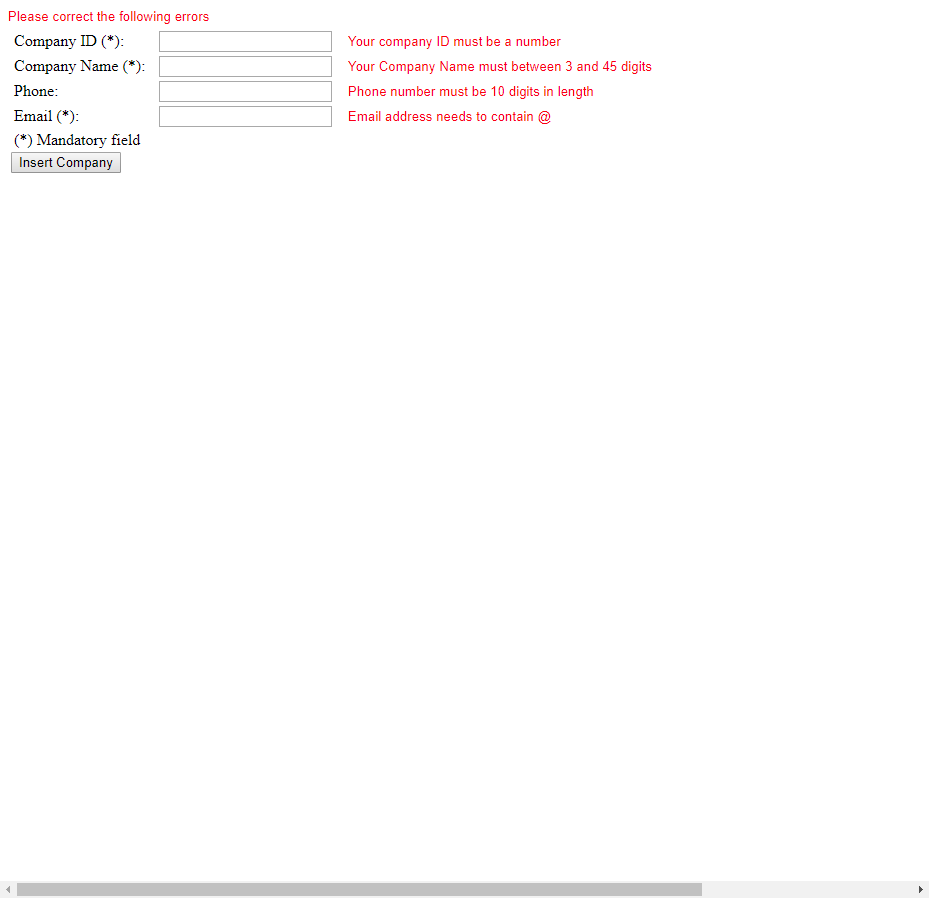 Please correct the following errors
Company ID (*): Your company ID must be a number
Company Name (*): Your Company Name must between 3 and 45 digits
Phone: Phone number must be 10 digits in length
Email (*): Email address needs to contain @
(*) Mandatory field
Insert Company